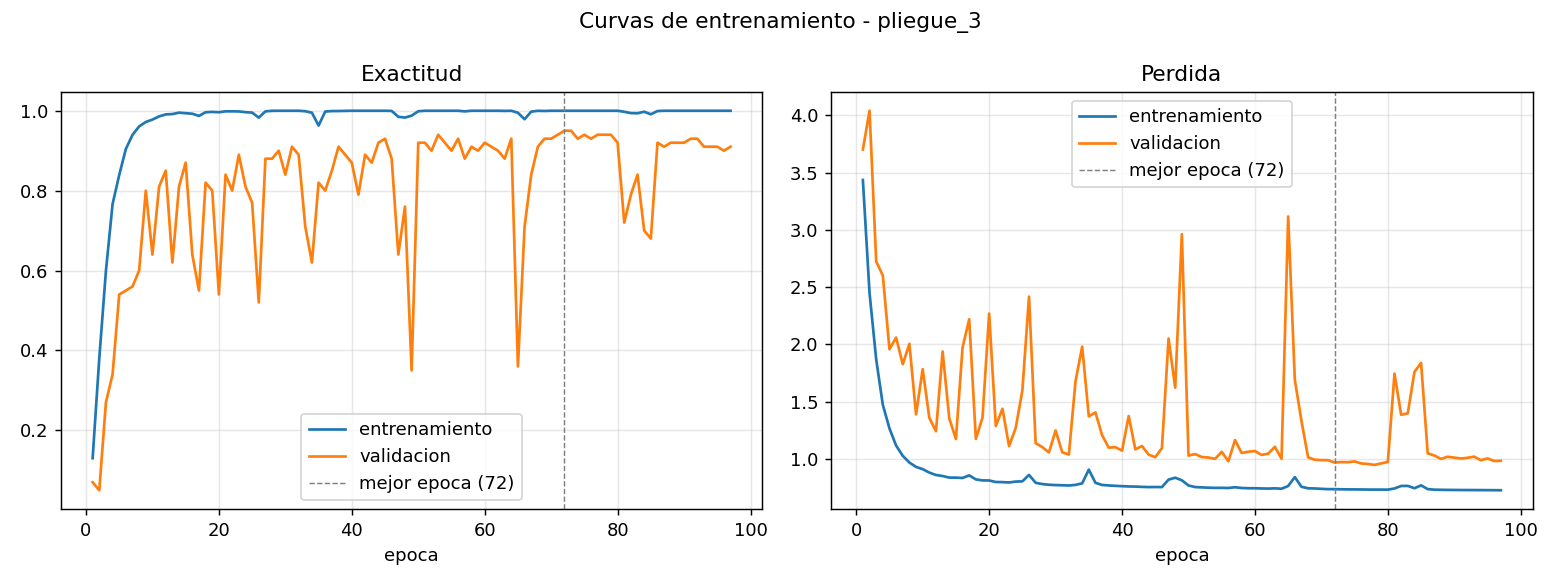 Curvas de entrenamiento - pliegue_3
Exactitud
1.0
0.8
0.6
0.4
0.2
0
20
40
60
80
100
epoca
entrenamiento
validacion
mejor epoca (72)
Perdida
4.0
3.5
3.0
2.5
2.0
1.5
1.0
0
20
40
60
80
100
epoca
entrenamiento
validacion
mejor epoca (72)